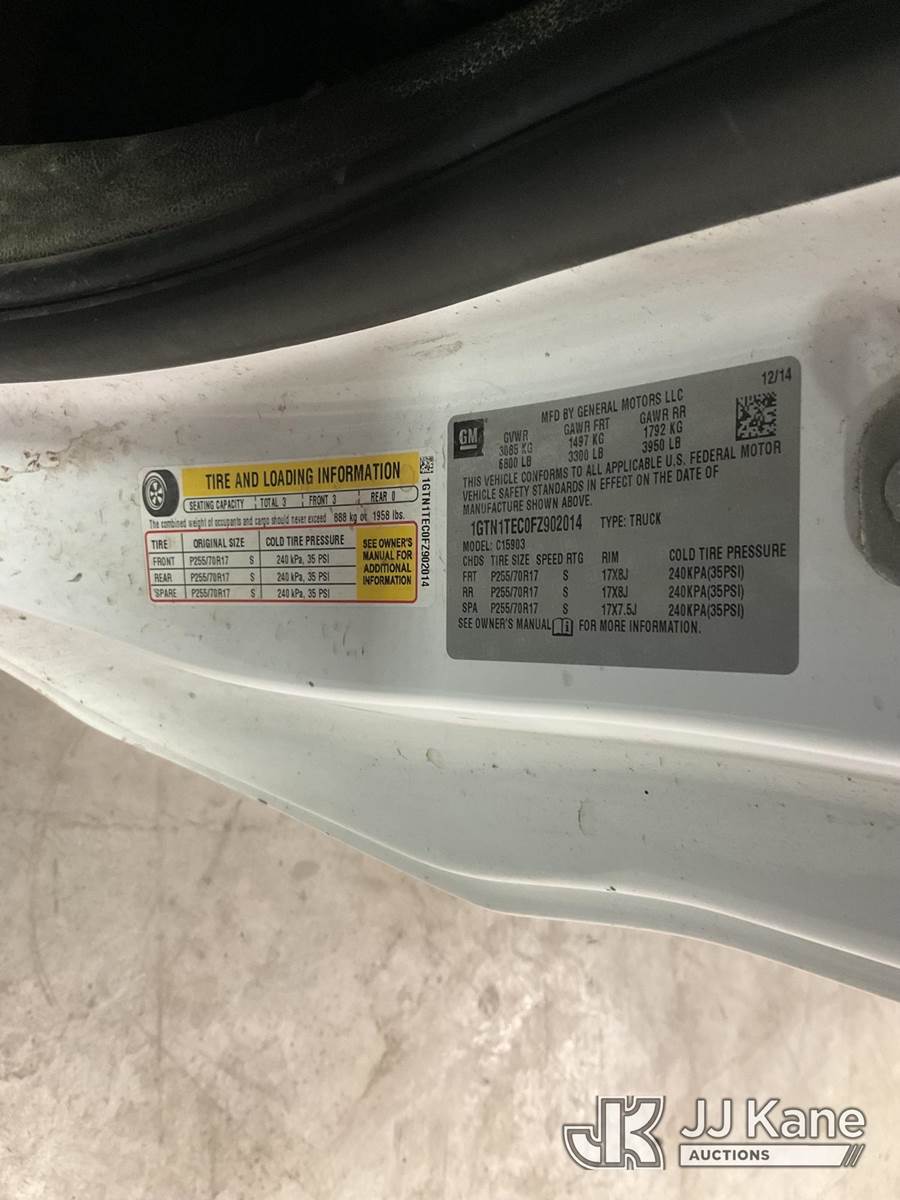 TIRE AND LOADING INFORMATION
SEATING CAPACITY TOTAL 3 FRONT 3 REAR 0
The combined weight of occupants and cargo should never exceed 888 kg or 1958 lbs.
TIRE ORIGINAL SIZE COLD TIRE PRESSURE
FRONT P255/70R17 S 240 kPa, 35 PSI
REAR P255/70R17 S 240 kPa, 35 PSI
SPARE P255/70R17 S 240 kPa, 35 PSI
SEE OWNER'S
MANUAL FOR
ADDITIONAL
INFORMATION
1GTN1TEC0FZ902014
12/14
GM
MFD BY GENERAL MOTORS LLC
GVWR GAWR FRT GAWR RR
3085 KG 1497 KG 1792 KG
6800 LB 3300 LB 3950 LB
THIS VEHICLE CONFORMS TO ALL APPLICABLE U.S. FEDERAL MOTOR
VEHICLE SAFETY STANDARDS IN EFFECT ON THE DATE OF
MANUFACTURE SHOWN ABOVE.
1GTN1TEC0FZ902014 TYPE: TRUCK
MODEL: C15903
CHDS TIRE SIZE SPEED RTG RIM COLD TIRE PRESSURE
FRT P255/70R17 S 17X8J 240KPA(35PSI)
RR P255/70R17 S 17X8J 240KPA(35PSI)
SPA P255/70R17 S 17X7.5J 240KPA(35PSI)
SEE OWNER'S MANUAL FOR MORE INFORMATION.
JK JJ Kane
AUCTIONS